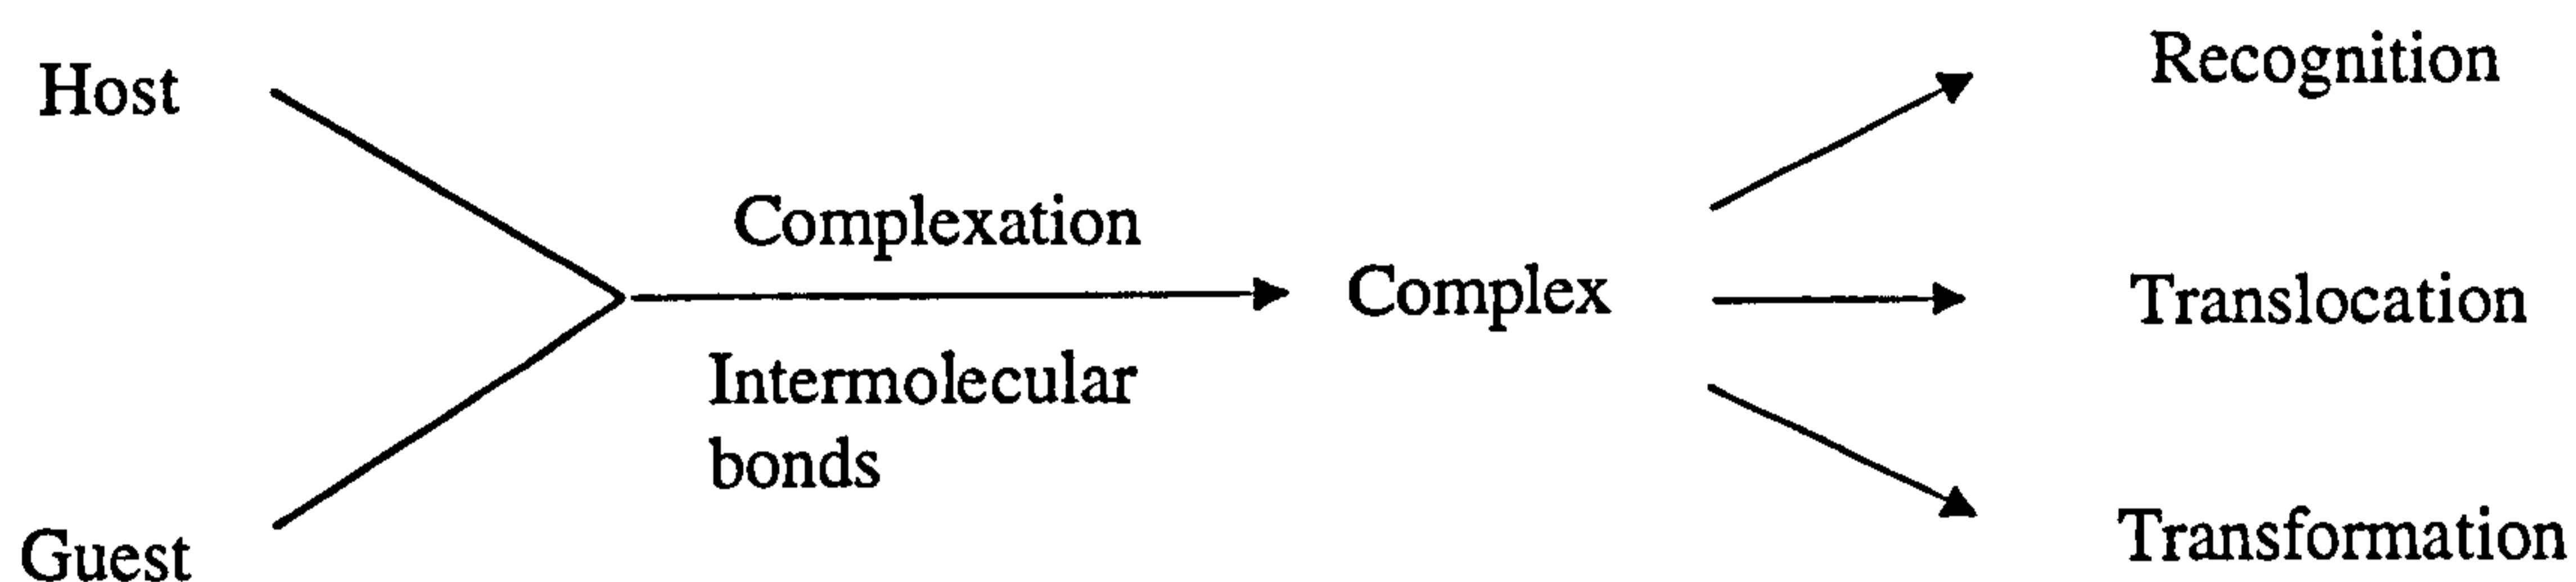 Host
Guest
Complexation
Intermolecular
bonds
Complex
Recognition
Translocation
Transformation